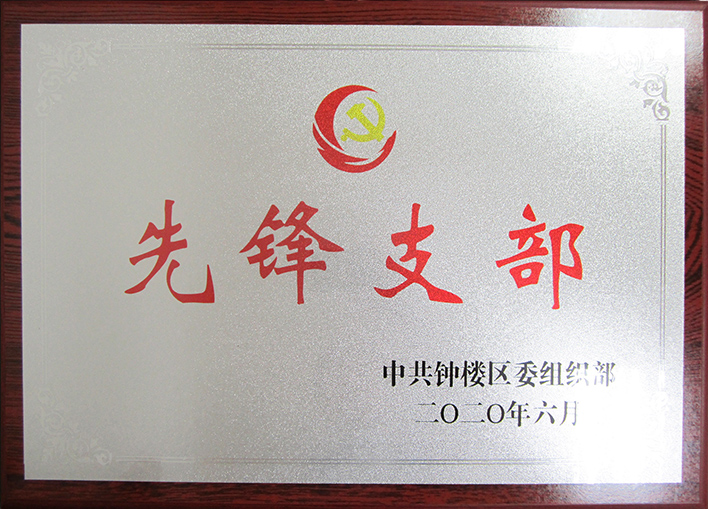 先锋支部
中共钟楼区委组织部
二〇二〇年六月